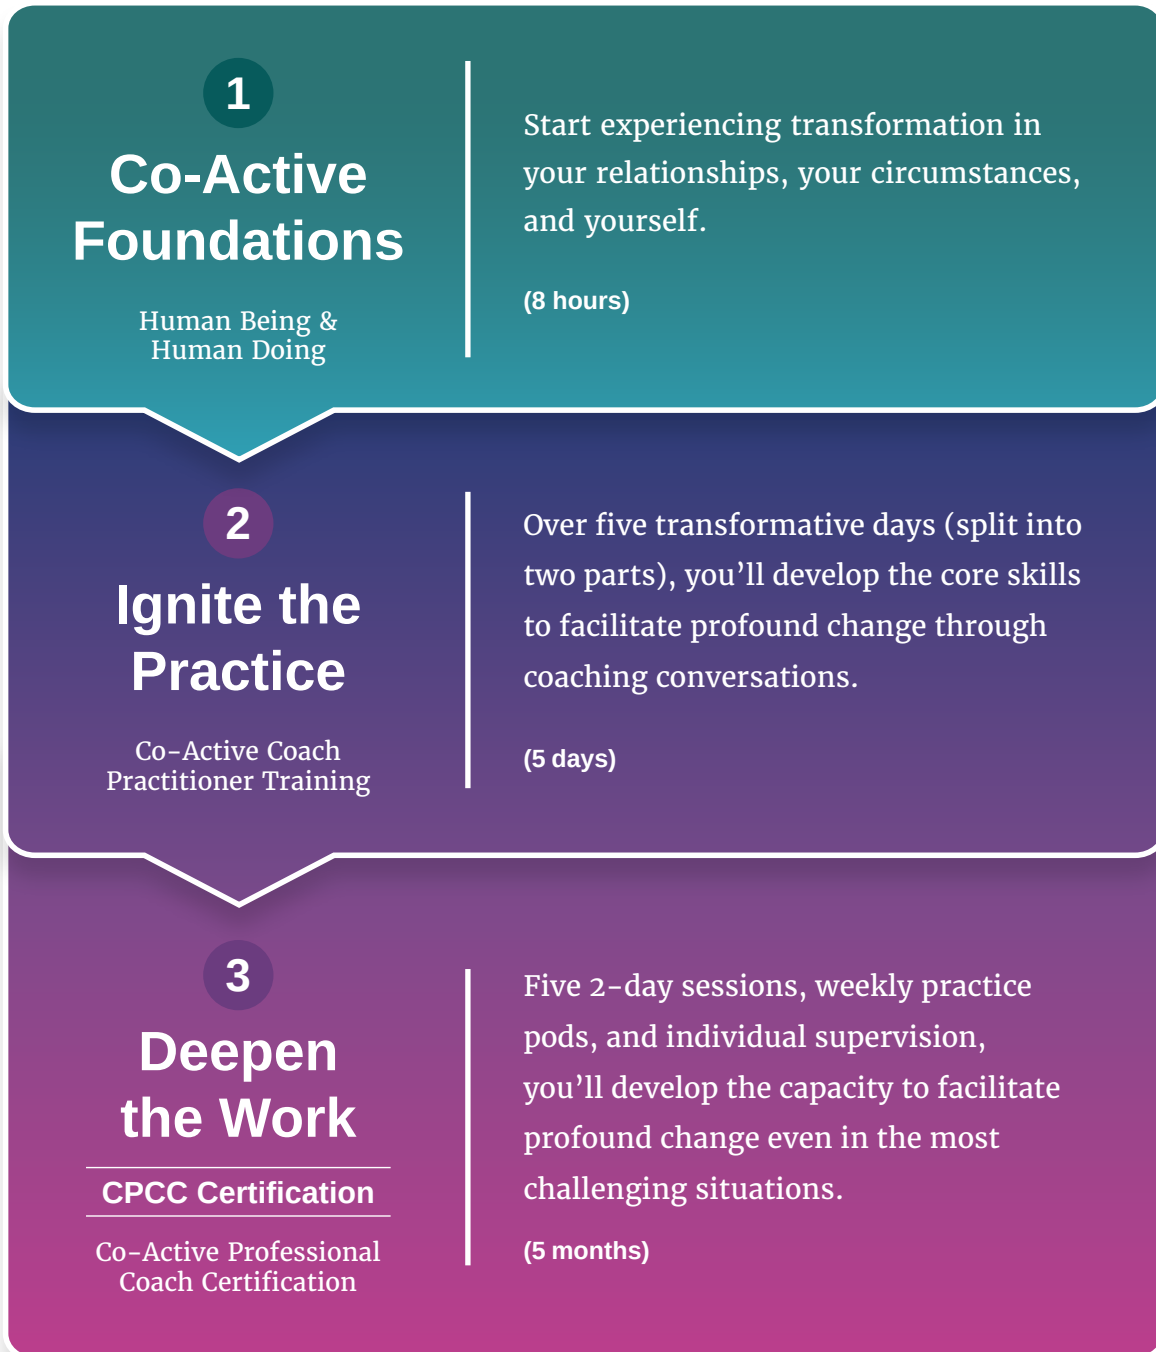 1
Co-Active
Foundations
Human Being &
Human Doing
Start experiencing transformation in
your relationships, your circumstances,
and yourself.
(8 hours)
2
Ignite the
Practice
Co-Active Coach
Practitioner Training
Over five transformative days (split into
two parts), you’ll develop the core skills
to facilitate profound change through
coaching conversations.
(5 days)
3
Deepen
the Work
CPCC Certification
Co-Active Professional
Coach Certification
Five 2-day sessions, weekly practice
pods, and individual supervision,
you’ll develop the capacity to facilitate
profound change even in the most
challenging situations.
(5 months)